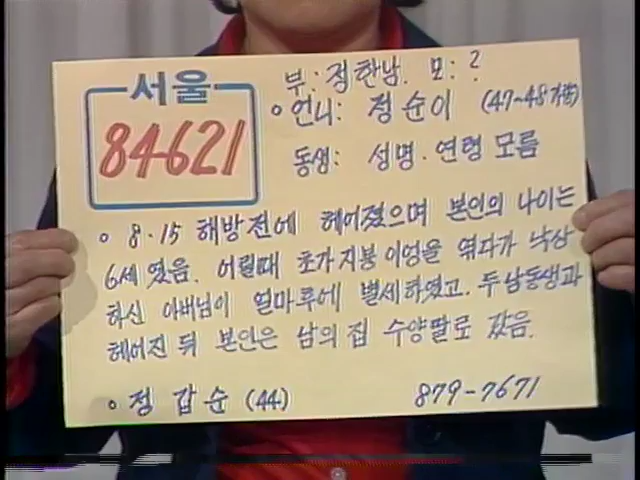 서울
84621
부: 정한남. 모: ?
○ 언니: 정순이 (47~48가량)
동생: 성명·연령 모름
○ 8·15 해방전에 헤어졌으며 본인의 나이는
6세였음. 어릴때 초가지붕 이엉을 엮다가 낙상
하신 아버님이 얼마후에 별세하였고. 두 남동생과
헤어진 뒤 본인은 남의 집 수양딸로 갔음.
○ 정갑순 (44) 879-7671